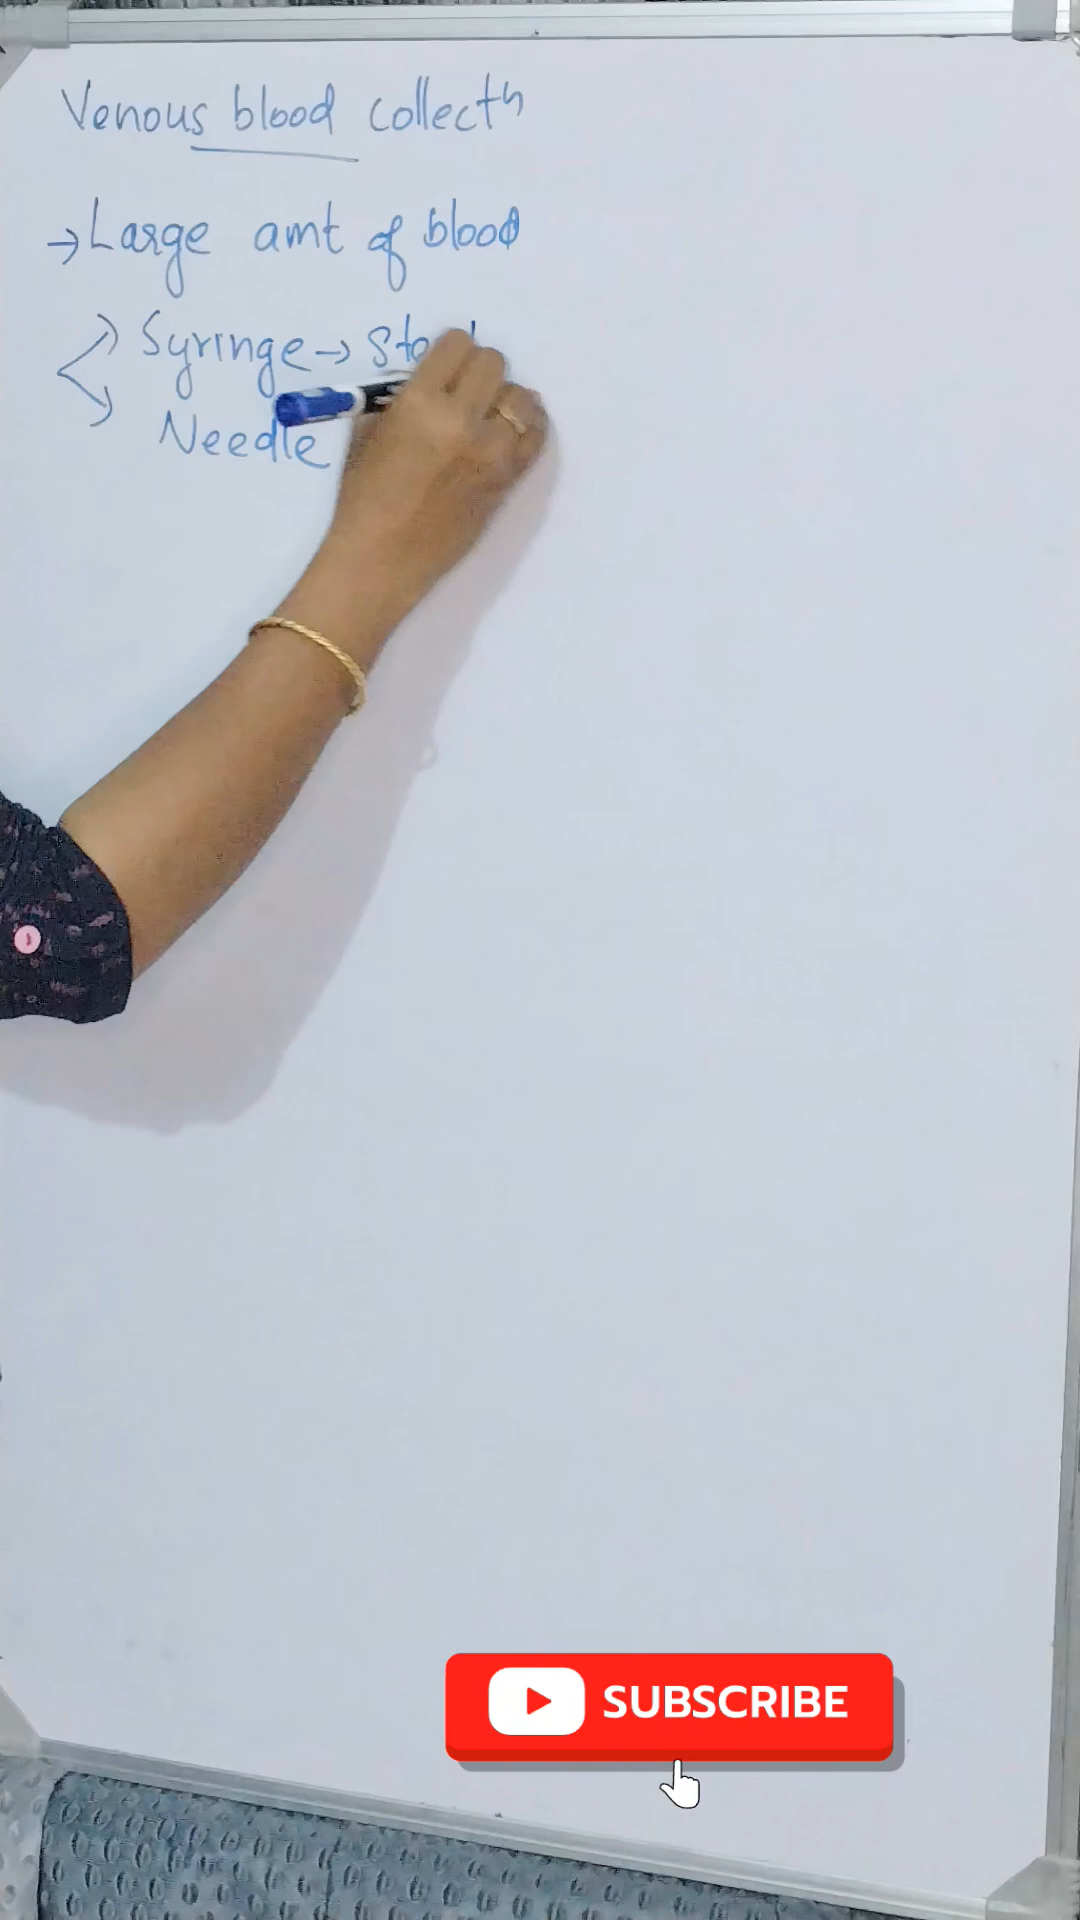 Venous blood collectn
→ Large amt of blood
Syringe →
Needle
SUBSCRIBE